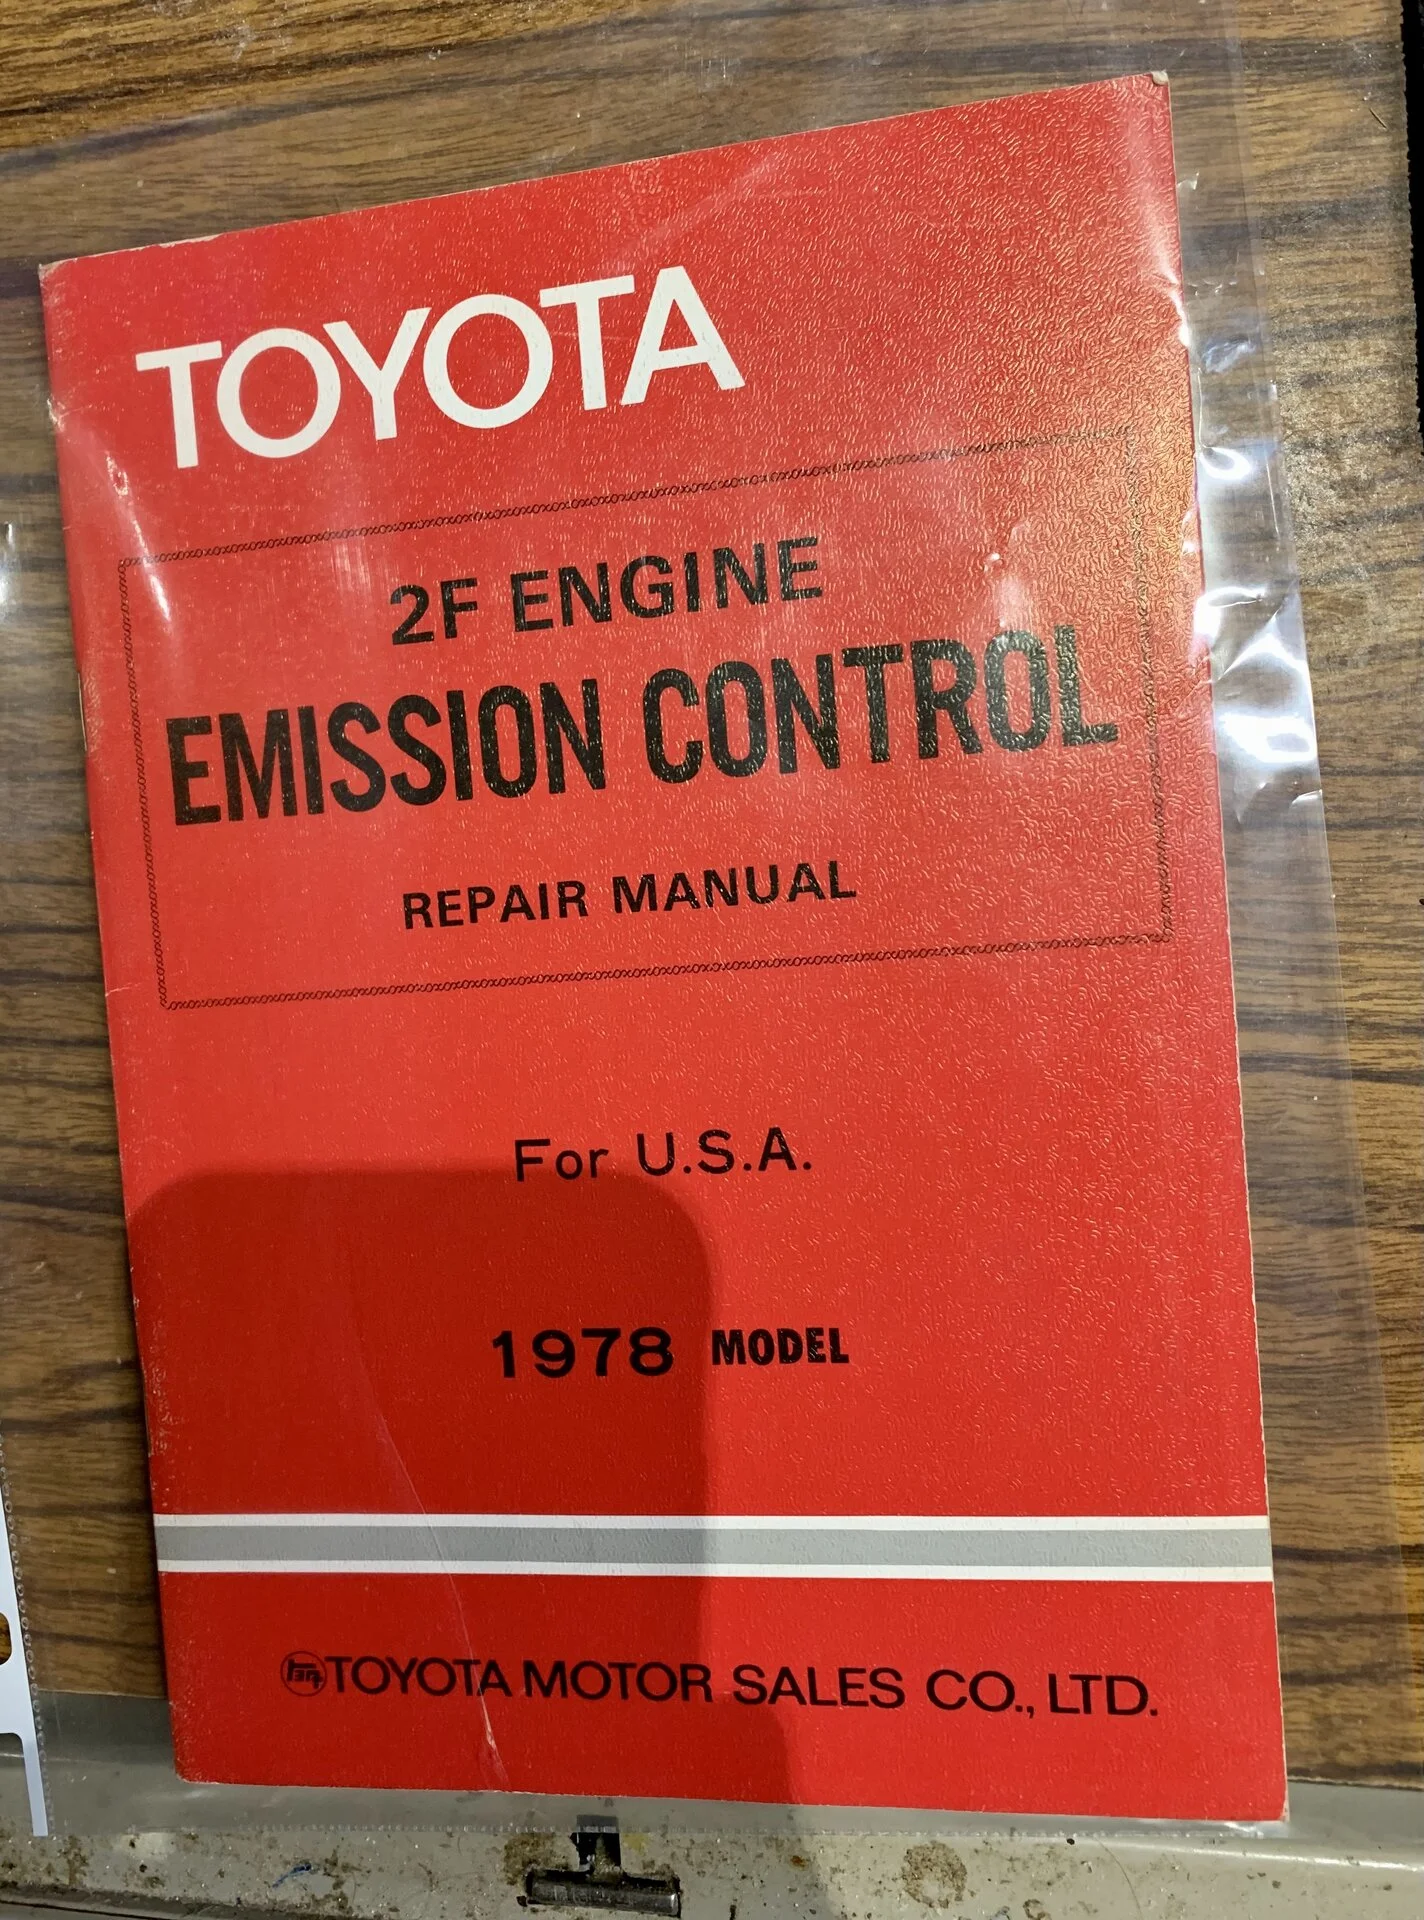 TOYOTA
2F ENGINE
EMISSION CONTROL
REPAIR MANUAL
For U.S.A.
1978 MODEL
TOYOTA MOTOR SALES CO., LTD.